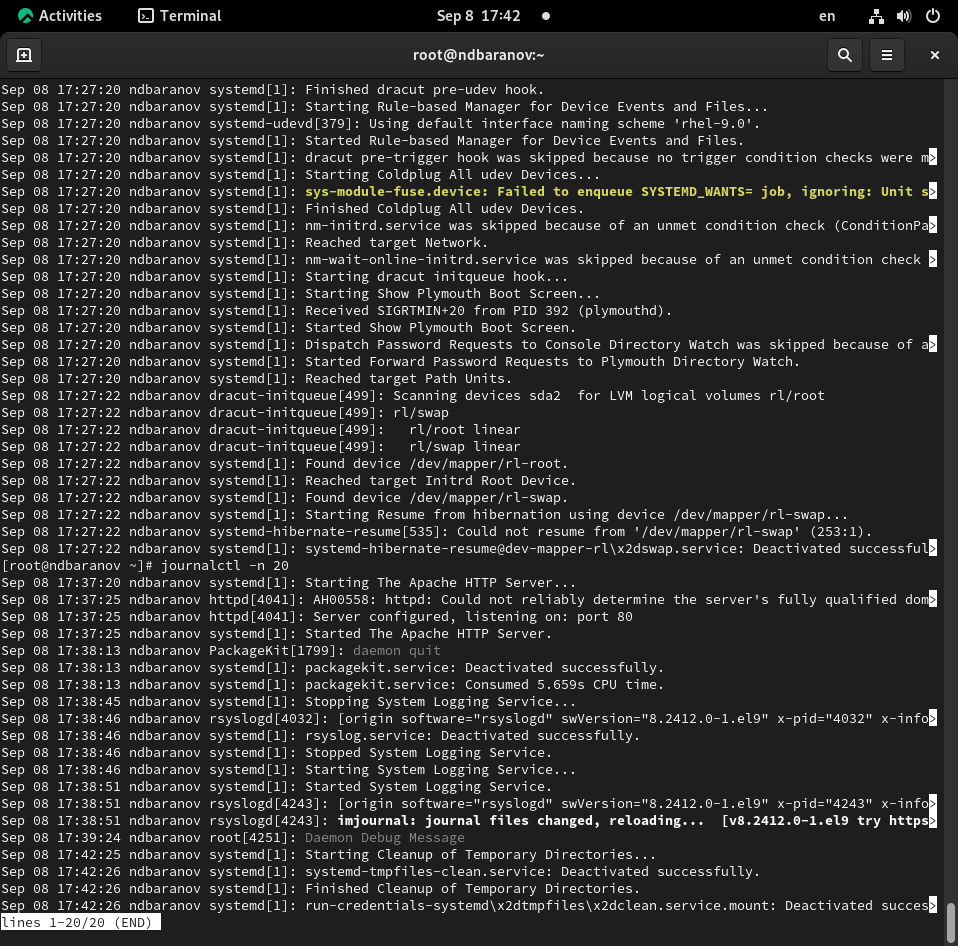 Activities
Terminal
Sep 8 17:42
en
root@ndbaranov:~
Sep 08 17:27:20 ndbaranov systemd[1]: Finished dracut pre-udev hook.
Sep 08 17:27:20 ndbaranov systemd[1]: Starting Rule-based Manager for Device Events and Files...
Sep 08 17:27:20 ndbaranov systemd-udevd[379]: Using default interface naming scheme 'rhel-9.0'.
Sep 08 17:27:20 ndbaranov systemd[1]: Started Rule-based Manager for Device Events and Files.
Sep 08 17:27:20 ndbaranov systemd[1]: dracut pre-trigger hook was skipped because no trigger condition checks were m>
Sep 08 17:27:20 ndbaranov systemd[1]: Starting Coldplug All udev Devices...
Sep 08 17:27:20 ndbaranov systemd[1]: sys-module-fuse.device: Failed to enqueue SYSTEMD_WANTS= job, ignoring: Unit s>
Sep 08 17:27:20 ndbaranov systemd[1]: Finished Coldplug All udev Devices.
Sep 08 17:27:20 ndbaranov systemd[1]: nm-initrd.service was skipped because of an unmet condition check (ConditionPa>
Sep 08 17:27:20 ndbaranov systemd[1]: Reached target Network.
Sep 08 17:27:20 ndbaranov systemd[1]: nm-wait-online-initrd.service was skipped because of an unmet condition check >
Sep 08 17:27:20 ndbaranov systemd[1]: Starting dracut initqueue hook...
Sep 08 17:27:20 ndbaranov systemd[1]: Starting Show Plymouth Boot Screen...
Sep 08 17:27:20 ndbaranov systemd[1]: Received SIGRTMIN+20 from PID 392 (plymouthd).
Sep 08 17:27:20 ndbaranov systemd[1]: Started Show Plymouth Boot Screen.
Sep 08 17:27:20 ndbaranov systemd[1]: Dispatch Password Requests to Console Directory Watch was skipped because of a>
Sep 08 17:27:20 ndbaranov systemd[1]: Started Forward Password Requests to Plymouth Directory Watch.
Sep 08 17:27:20 ndbaranov systemd[1]: Reached target Path Units.
Sep 08 17:27:22 ndbaranov dracut-initqueue[499]: Scanning devices sda2  for LVM logical volumes rl/root
Sep 08 17:27:22 ndbaranov dracut-initqueue[499]: rl/swap
Sep 08 17:27:22 ndbaranov dracut-initqueue[499]:   rl/root linear
Sep 08 17:27:22 ndbaranov dracut-initqueue[499]:   rl/swap linear
Sep 08 17:27:22 ndbaranov systemd[1]: Found device /dev/mapper/rl-root.
Sep 08 17:27:22 ndbaranov systemd[1]: Reached target Initrd Root Device.
Sep 08 17:27:22 ndbaranov systemd[1]: Found device /dev/mapper/rl-swap.
Sep 08 17:27:22 ndbaranov systemd[1]: Starting Resume from hibernation using device /dev/mapper/rl-swap...
Sep 08 17:27:22 ndbaranov systemd-hibernate-resume[535]: Could not resume from '/dev/mapper/rl-swap' (253:1).
Sep 08 17:27:22 ndbaranov systemd[1]: systemd-hibernate-resume@dev-mapper-rl\x2dswap.service: Deactivated successful>
[root@ndbaranov ~]# journalctl -n 20
Sep 08 17:37:20 ndbaranov systemd[1]: Starting The Apache HTTP Server...
Sep 08 17:37:25 ndbaranov httpd[4041]: AH00558: httpd: Could not reliably determine the server's fully qualified dom>
Sep 08 17:37:25 ndbaranov httpd[4041]: Server configured, listening on: port 80
Sep 08 17:37:25 ndbaranov systemd[1]: Started The Apache HTTP Server.
Sep 08 17:38:13 ndbaranov PackageKit[1799]: daemon quit
Sep 08 17:38:13 ndbaranov systemd[1]: packagekit.service: Deactivated successfully.
Sep 08 17:38:13 ndbaranov systemd[1]: packagekit.service: Consumed 5.659s CPU time.
Sep 08 17:38:45 ndbaranov systemd[1]: Stopping System Logging Service...
Sep 08 17:38:46 ndbaranov rsyslogd[4032]: [origin software="rsyslogd" swVersion="8.2412.0-1.el9" x-pid="4032" x-info>
Sep 08 17:38:46 ndbaranov systemd[1]: rsyslog.service: Deactivated successfully.
Sep 08 17:38:46 ndbaranov systemd[1]: Stopped System Logging Service.
Sep 08 17:38:46 ndbaranov systemd[1]: Starting System Logging Service...
Sep 08 17:38:51 ndbaranov systemd[1]: Started System Logging Service.
Sep 08 17:38:51 ndbaranov rsyslogd[4243]: [origin software="rsyslogd" swVersion="8.2412.0-1.el9" x-pid="4243" x-info>
Sep 08 17:38:51 ndbaranov rsyslogd[4243]: imjournal: journal files changed, reloading...  [v8.2412.0-1.el9 try https>
Sep 08 17:39:24 ndbaranov root[4251]: Daemon Debug Message
Sep 08 17:42:25 ndbaranov systemd[1]: Starting Cleanup of Temporary Directories...
Sep 08 17:42:26 ndbaranov systemd[1]: systemd-tmpfiles-clean.service: Deactivated successfully.
Sep 08 17:42:26 ndbaranov systemd[1]: Finished Cleanup of Temporary Directories.
Sep 08 17:42:26 ndbaranov systemd[1]: run-credentials-systemd\x2dtmpfiles\x2dclean.service.mount: Deactivated succes>
lines 1-20/20 (END)